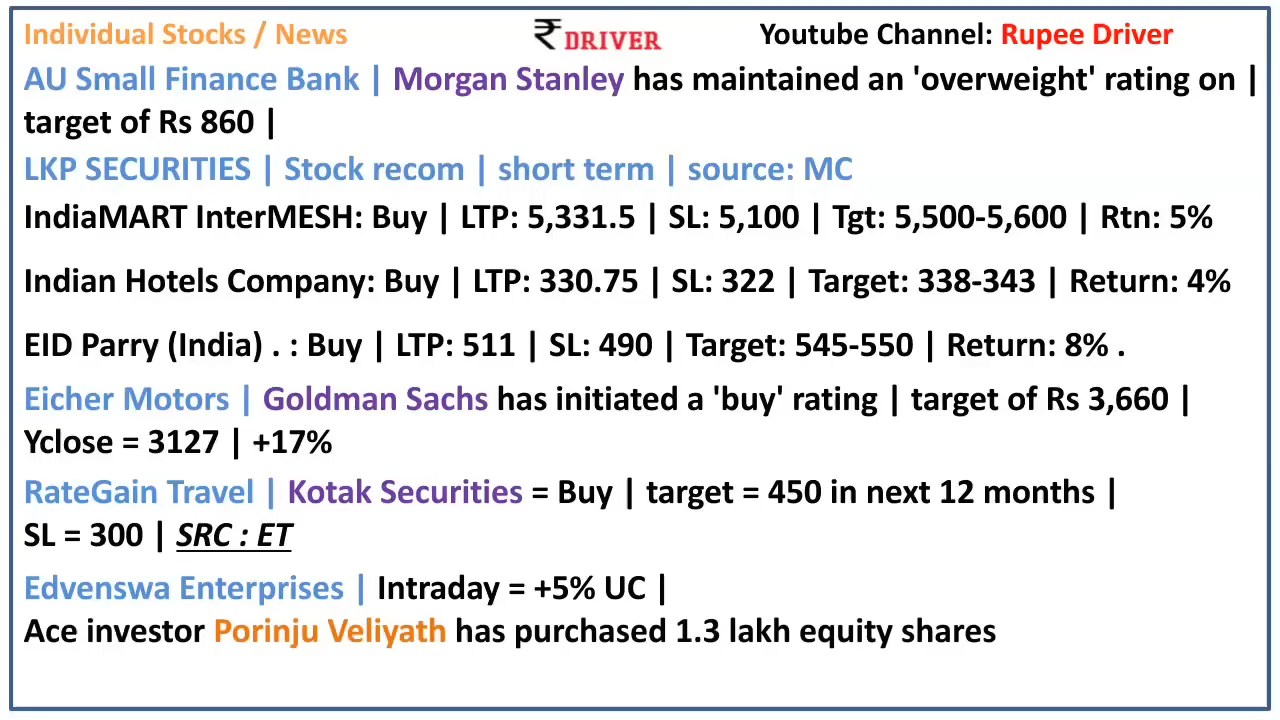 Individual Stocks / News
₹ DRIVER
Youtube Channel: Rupee Driver
AU Small Finance Bank | Morgan Stanley has maintained an 'overweight' rating on |
target of Rs 860 |
LKP SECURITIES | Stock recom | short term | source: MC
IndiaMART InterMESH: Buy | LTP: 5,331.5 | SL: 5,100 | Tgt: 5,500-5,600 | Rtn: 5%
Indian Hotels Company: Buy | LTP: 330.75 | SL: 322 | Target: 338-343 | Return: 4%
EID Parry (India) . : Buy | LTP: 511 | SL: 490 | Target: 545-550 | Return: 8% .
Eicher Motors | Goldman Sachs has initiated a 'buy' rating | target of Rs 3,660 |
Yclose = 3127 | +17%
RateGain Travel | Kotak Securities = Buy | target = 450 in next 12 months |
SL = 300 | SRC : ET
Edvenswa Enterprises | Intraday = +5% UC |
Ace investor Porinju Veliyath has purchased 1.3 lakh equity shares